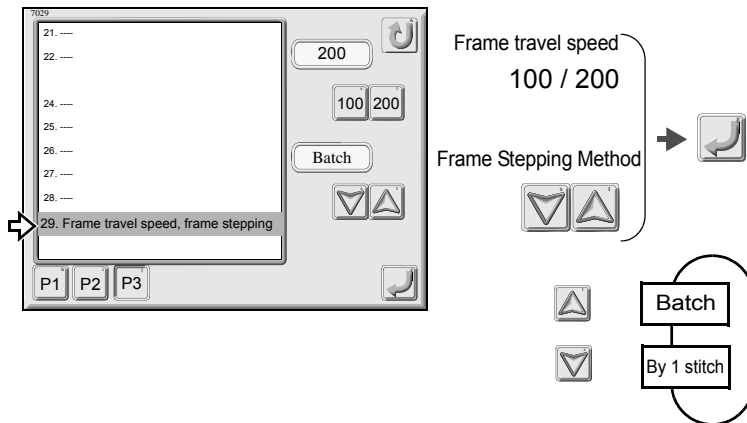 7029
21. ----
22. ----
24. ----
25. ----
26. ----
27. ----
28. ----
29. Frame travel speed, frame stepping
200
100 200
Batch
P1 P2 P3
Frame travel speed
100 / 200
Frame Stepping Method
Batch
By 1 stitch